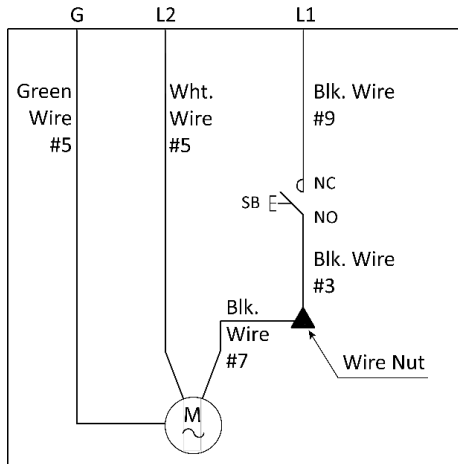 G L2 L1
Green
Wire
#5
Wht.
Wire
#5
Blk. Wire
#9
NC
SB
NO
Blk. Wire
#3
Blk.
Wire
#7
Wire Nut
M